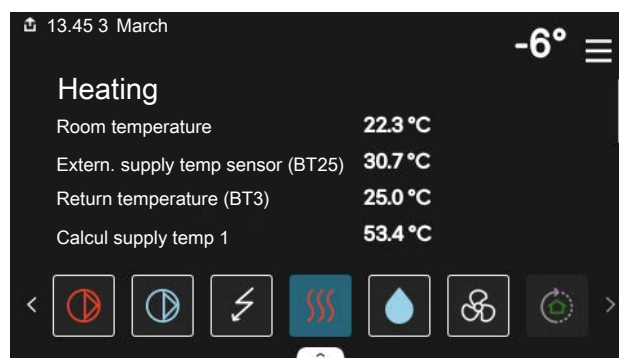 13.45 3 March
-6°
Heating
Room temperature 22.3 °C
Extern. supply temp sensor (BT25) 30.7 °C
Return temperature (BT3) 25.0 °C
Calcul supply temp 1 53.4 °C